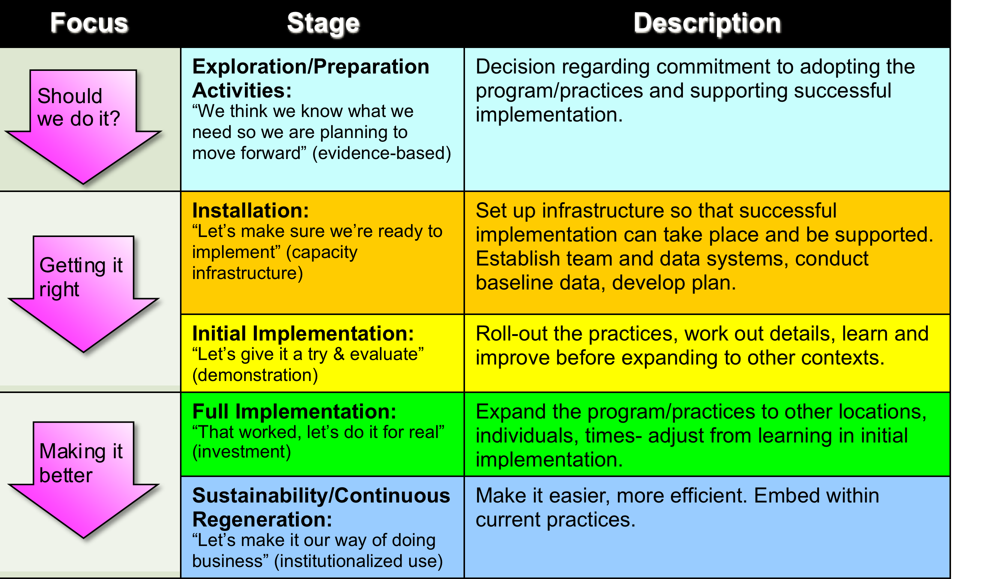 Focus
Stage
Description
Should
we do it?
Exploration/Preparation
Activities:
“We think we know what we
need so we are planning to
move forward” (evidence-based)
Decision regarding commitment to adopting the
program/practices and supporting successful
implementation.
Getting it
right
Installation:
“Let’s make sure we’re ready to
implement” (capacity
infrastructure)
Set up infrastructure so that successful
implementation can take place and be supported.
Establish team and data systems, conduct
baseline data, develop plan.
Initial Implementation:
“Let’s give it a try & evaluate”
(demonstration)
Roll-out the practices, work out details, learn and
improve before expanding to other contexts.
Making it
better
Full Implementation:
“That worked, let’s do it for real”
(investment)
Expand the program/practices to other locations,
individuals, times- adjust from learning in initial
implementation.
Sustainability/Continuous
Regeneration:
“Let’s make it our way of doing
business” (institutionalized use)
Make it easier, more efficient. Embed within
current practices.